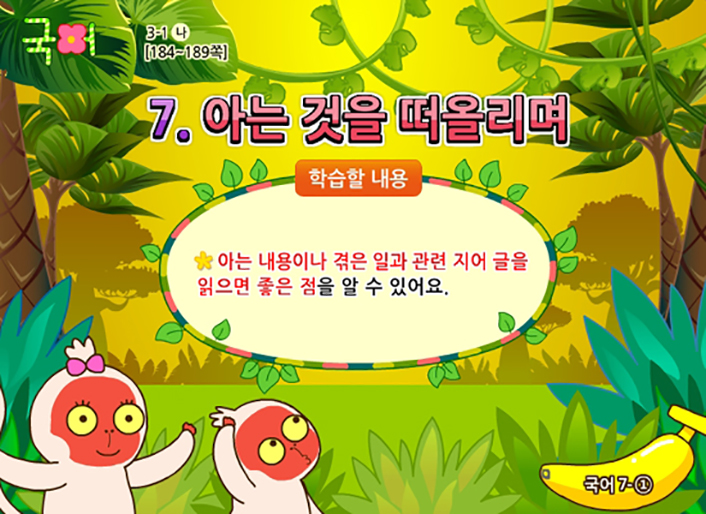 국어
3-1 나
[184~189쪽]
7. 아는 것을 떠올리며
학습할 내용
아는 내용이나 겪은 일과 관련 지어 글을
읽으면 좋은 점을 알 수 있어요.
국어 7-①